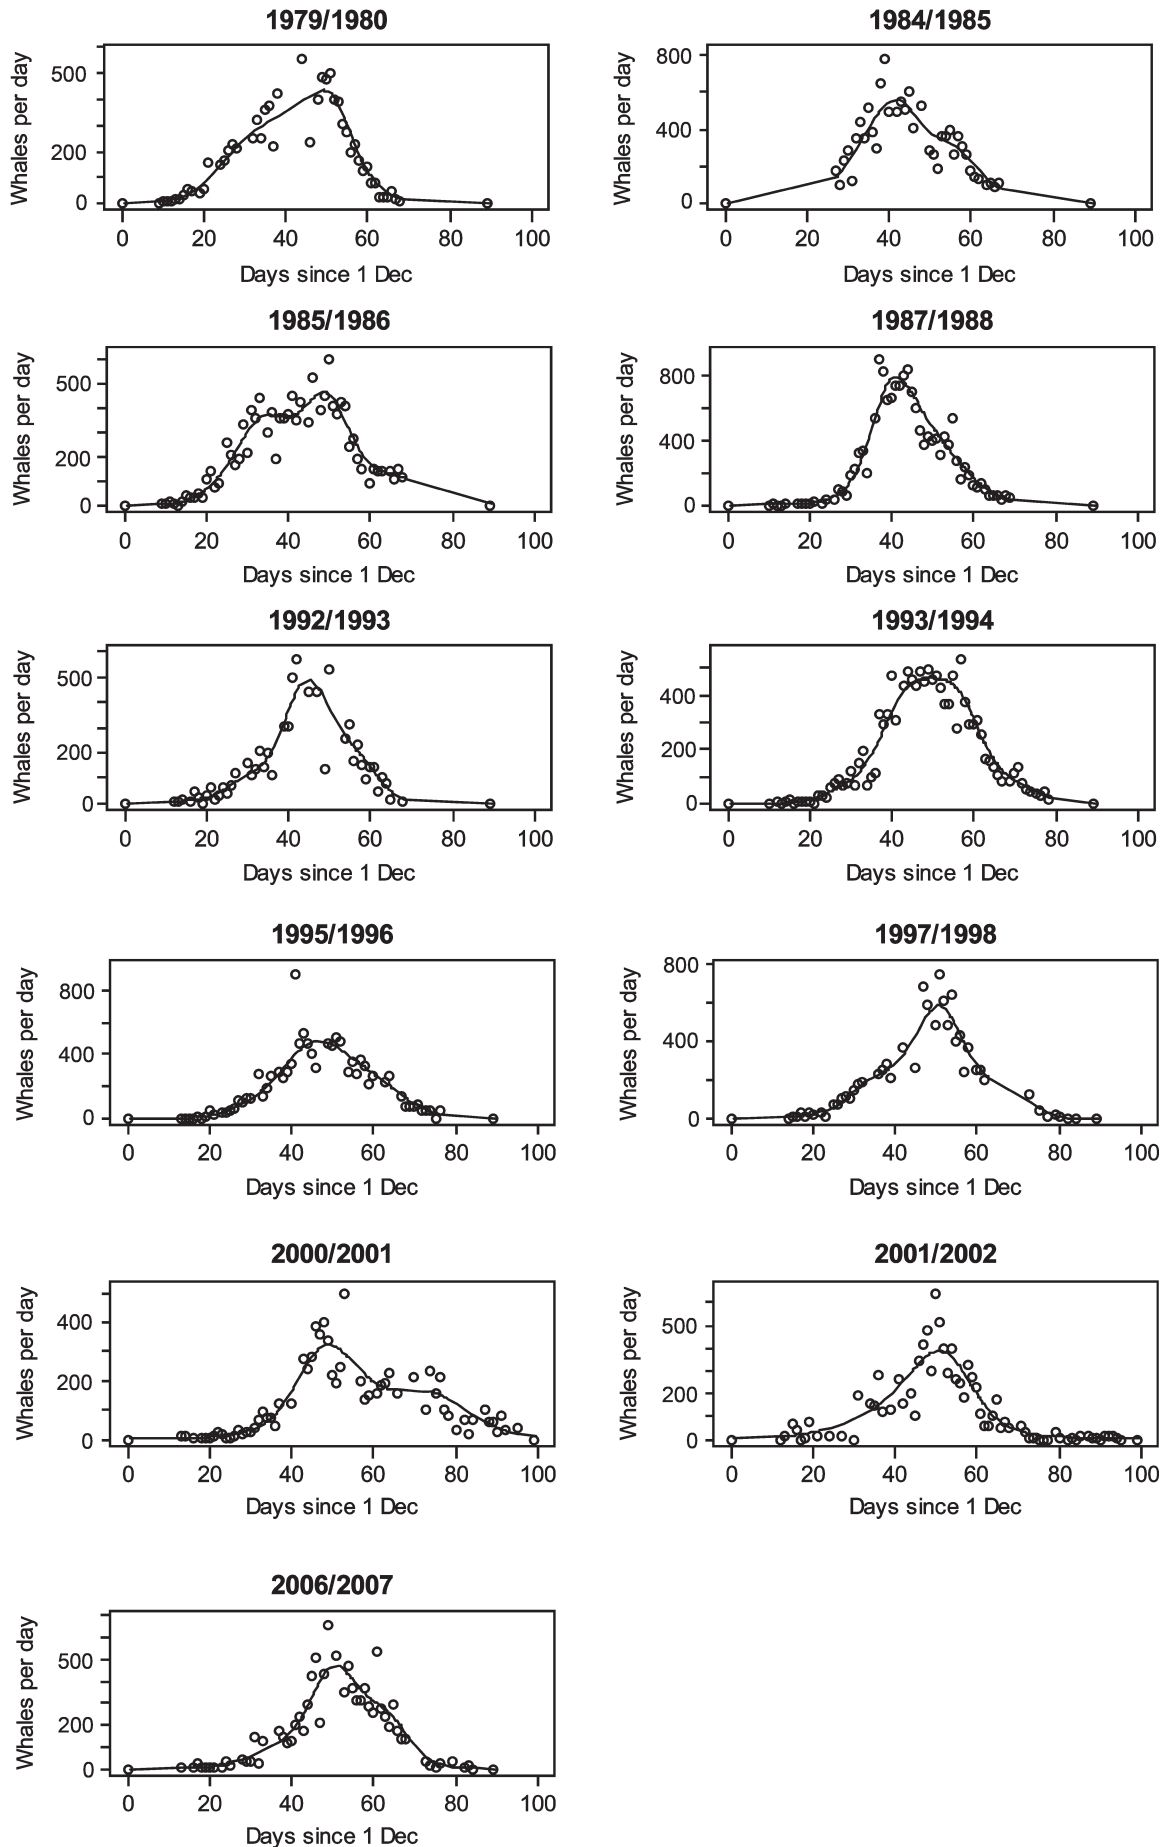 1979/1980
Whales per day
500
200
0
0 20 40 60 80 100
Days since 1 Dec
1984/1985
Whales per day
800
400
0
0 20 40 60 80 100
Days since 1 Dec
1985/1986
Whales per day
500
200
0
0 20 40 60 80 100
Days since 1 Dec
1987/1988
Whales per day
800
400
0
0 20 40 60 80 100
Days since 1 Dec
1992/1993
Whales per day
500
200
0
0 20 40 60 80 100
Days since 1 Dec
1993/1994
Whales per day
400
200
0
0 20 40 60 80 100
Days since 1 Dec
1995/1996
Whales per day
800
400
0
0 20 40 60 80 100
Days since 1 Dec
1997/1998
Whales per day
800
400
0
0 20 40 60 80 100
Days since 1 Dec
2000/2001
Whales per day
400
200
0
0 20 40 60 80 100
Days since 1 Dec
2001/2002
Whales per day
500
200
0
0 20 40 60 80 100
Days since 1 Dec
2006/2007
Whales per day
500
200
0
0 20 40 60 80 100
Days since 1 Dec